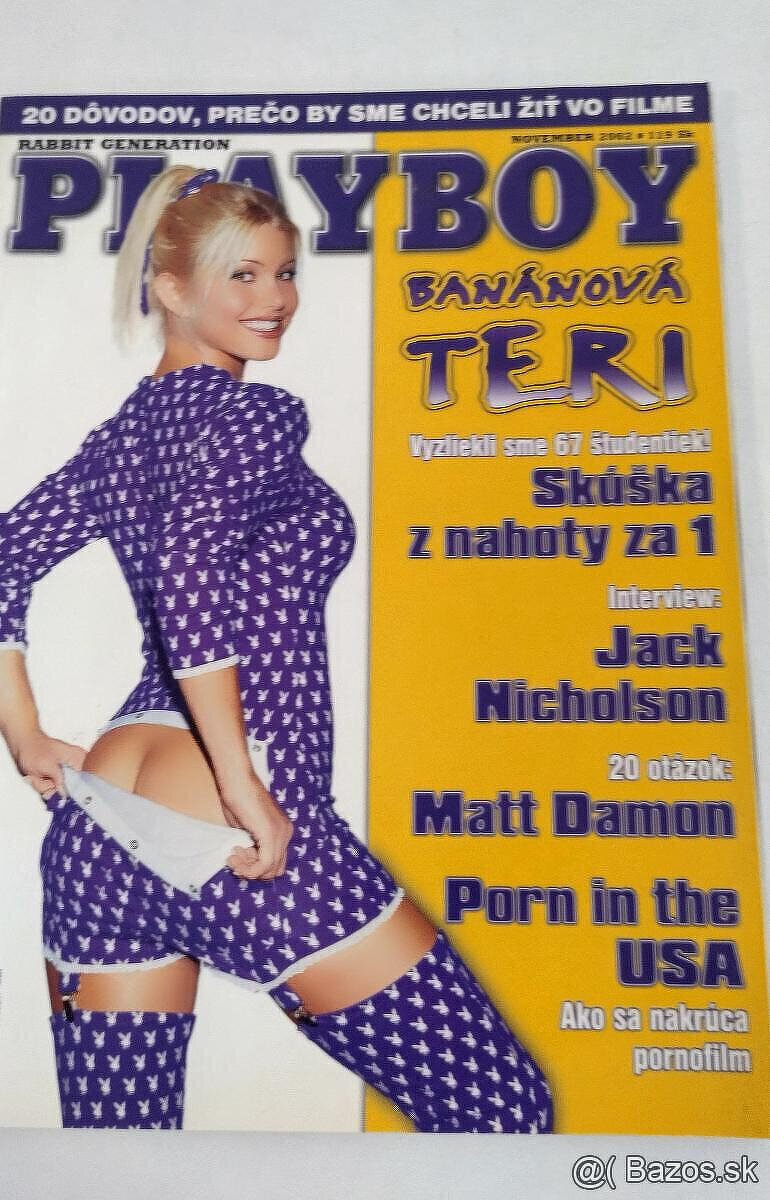 20 DÔVODOV, PREČO BY SME CHCELI ŽIŤ VO FILME
RABBIT GENERATION
NOVEMBER 2002 • 119 Sk
PLAYBOY
BANÁNOVÁ
TERI
Vyzliekli sme 67 študentiek!
Skúška
z nahoty za 1
Interview:
Jack
Nicholson
20 otázok:
Matt Damon
Porn in the
USA
Ako sa nakrúca
pornofilm
@( Bazos.sk